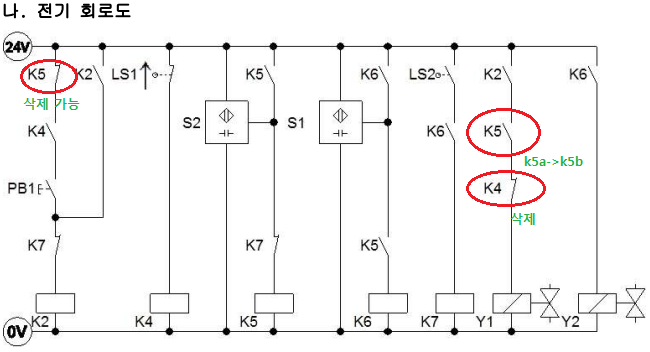 나. 전기 회로도
24V
K5 K2 LS1 K5 K6 LS2 K2 K6
삭제 가능
S2 S1
K4 K6 K5
k5a->k5b
PB1 K4
삭제
K7 K7 K5
K2 K4 K5 K6 K7 Y1 Y2
0V